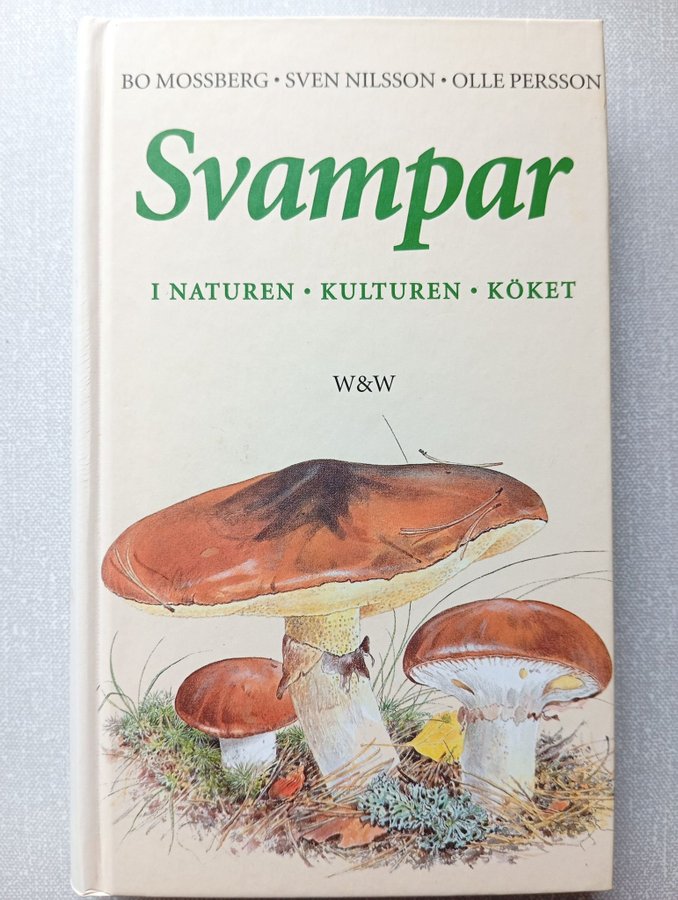 BO MOSSBERG • SVEN NILSSON • OLLE PERSSON
Svampar
I NATUREN • KULTUREN • KÖKET
W&W